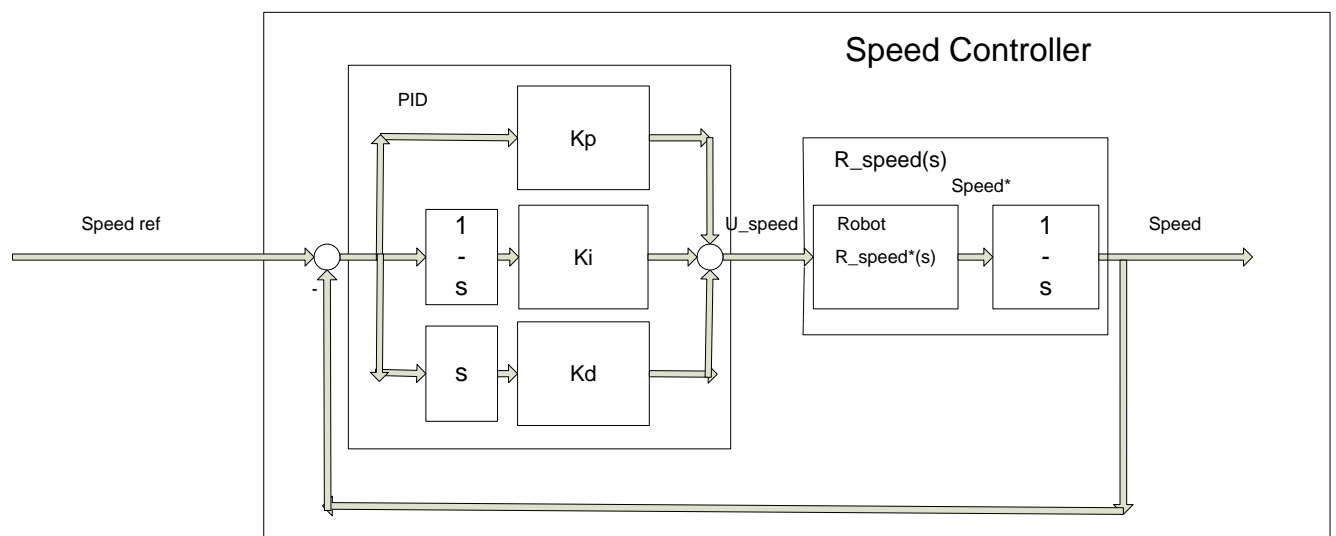 Speed Controller
PID
Kp
R_speed(s)
Speed*
Speed ref
1
-
s
Ki
U_speed
Robot
R_speed*(s)
1
-
s
Speed
-
s
Kd